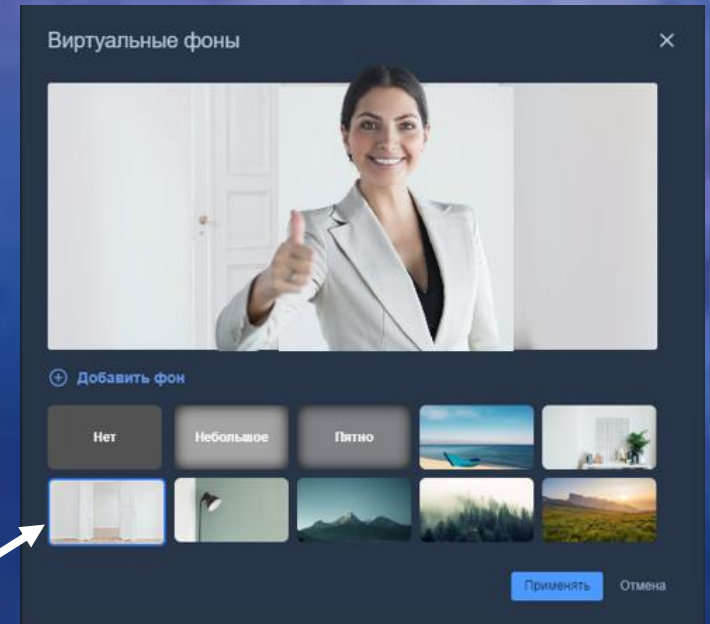 Виртуальные фоны
Добавить фон
Нет
Небольшое
Пятно
Применять
Отмена